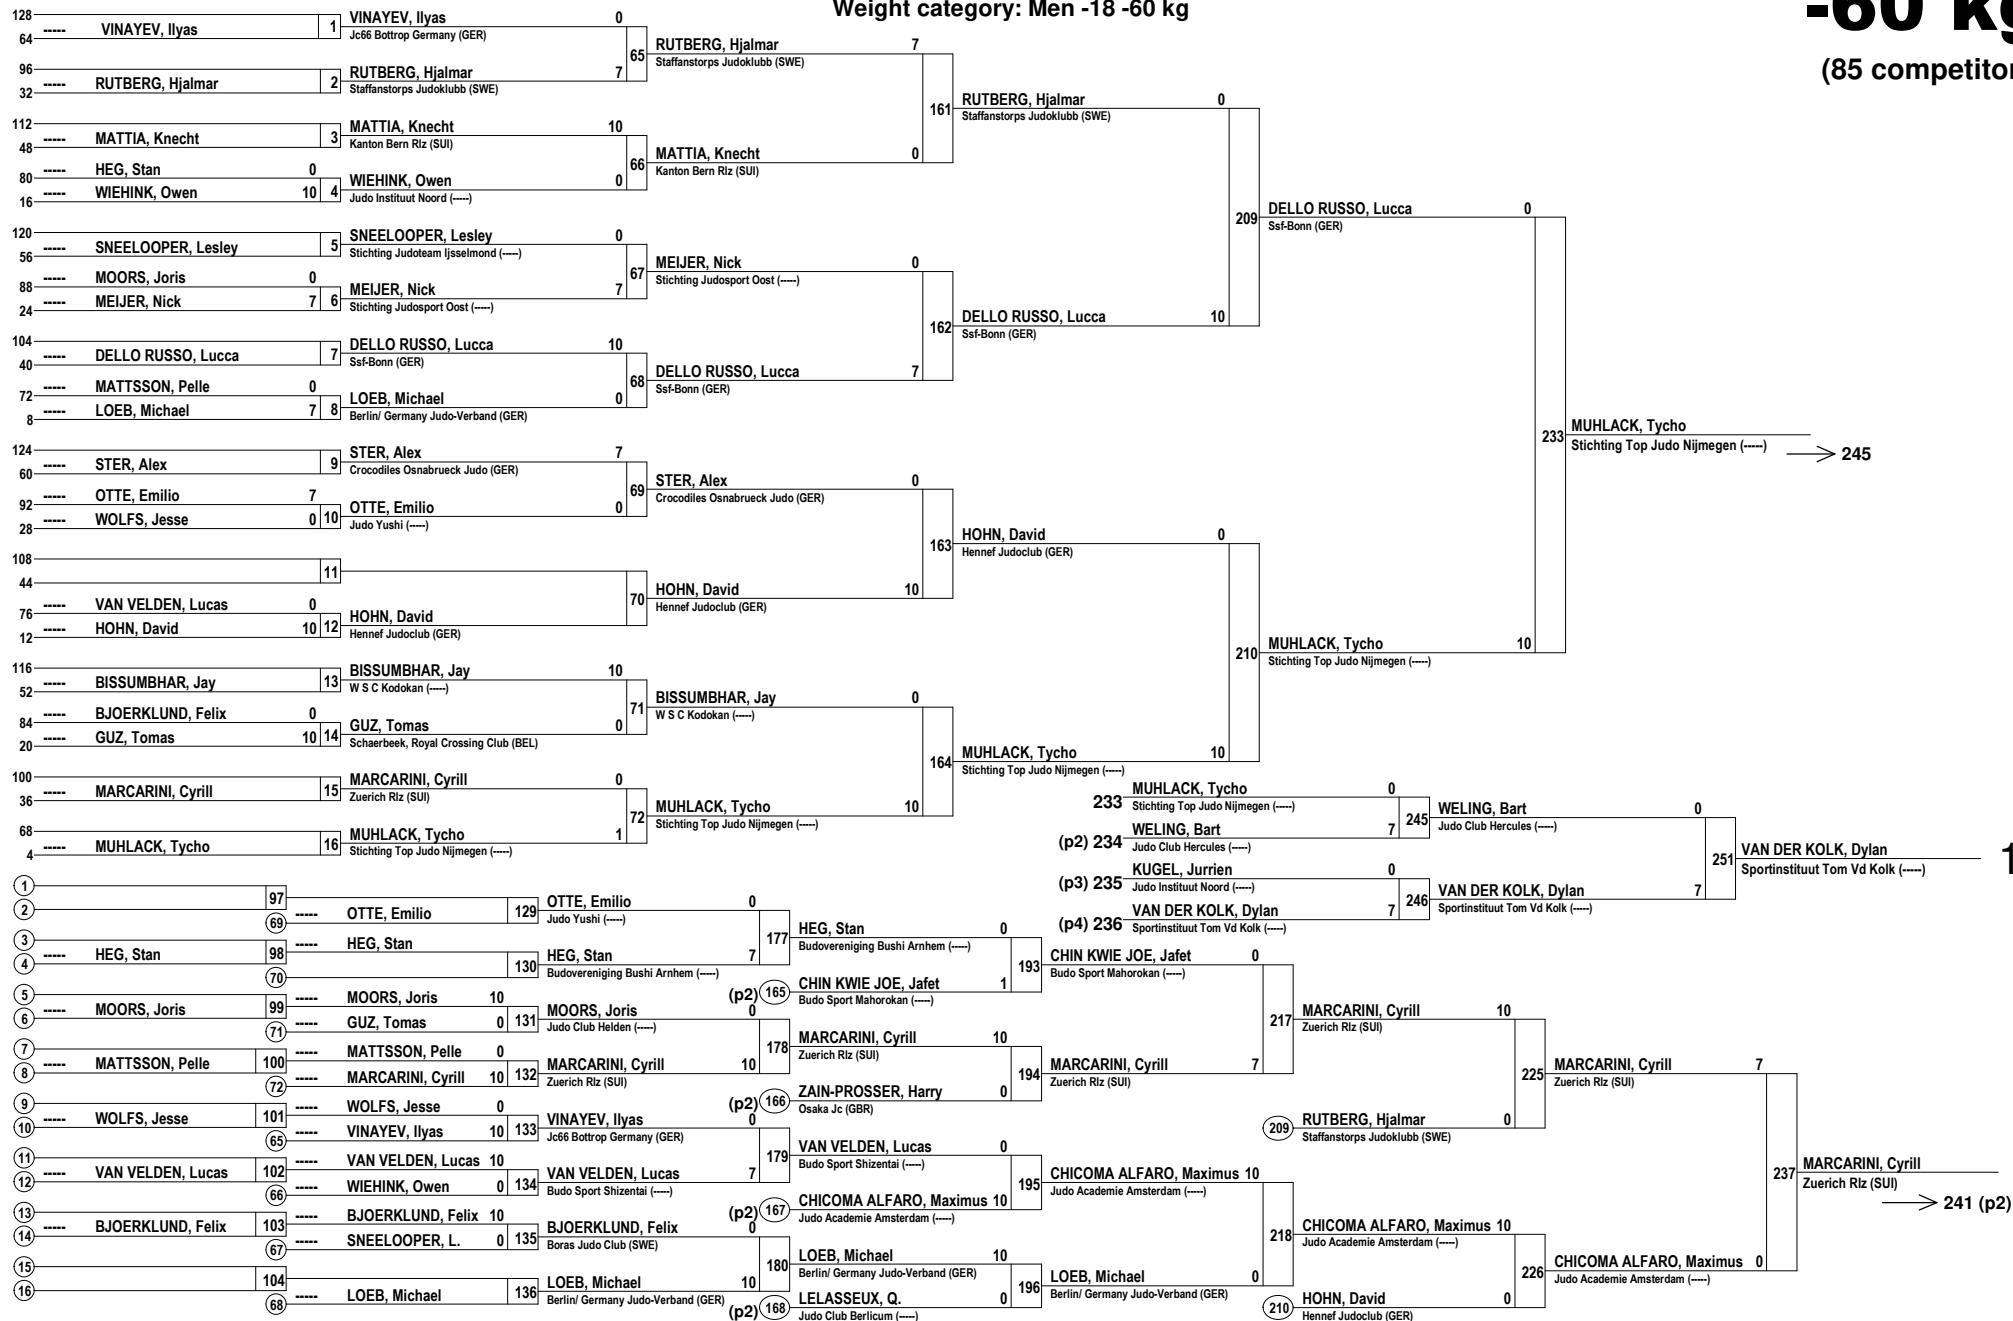 Weight category: Men -18 -60 kg
-60 kg
(85 competitor
128
----- VINAYEV, Ilyas 1
64
VINAYEV, Ilyas 0
Jc66 Bottrop Germany (GER)
65
RUTBERG, Hjalmar 7
Staffanstorps Judoklubb (SWE)
96
----- RUTBERG, Hjalmar 2
32
RUTBERG, Hjalmar 7
Staffanstorps Judoklubb (SWE)
161
RUTBERG, Hjalmar 0
Staffanstorps Judoklubb (SWE)
112
----- MATTIA, Knecht 3
48
MATTIA, Knecht 10
Kanton Bern Rlz (SUI)
66
MATTIA, Knecht 0
Kanton Bern Rlz (SUI)
----- HEG, Stan 0
80
----- WIEHINK, Owen 10 4
16
WIEHINK, Owen 0
Judo Instituut Noord (-----)
209
DELLO RUSSO, Lucca 0
Ssf-Bonn (GER)
120
----- SNEELOOPER, Lesley 5
56
SNEELOOPER, Lesley 0
Stichting Judoteam Ijsselmond (-----)
67
MEIJER, Nick 0
Stichting Judosport Oost (-----)
----- MOORS, Joris 0
88
----- MEIJER, Nick 7 6
24
MEIJER, Nick 7
Stichting Judosport Oost (-----)
162
DELLO RUSSO, Lucca 10
Ssf-Bonn (GER)
104
----- DELLO RUSSO, Lucca 7
40
DELLO RUSSO, Lucca 10
Ssf-Bonn (GER)
68
DELLO RUSSO, Lucca 7
Ssf-Bonn (GER)
----- MATTSSON, Pelle 0
72
----- LOEB, Michael 7 8
8
LOEB, Michael 0
Berlin/ Germany Judo-Verband (GER)
233
MUHLACK, Tycho
Stichting Top Judo Nijmegen (-----)
245
124
----- STER, Alex 9
60
STER, Alex 7
Crocodiles Osnabrueck Judo (GER)
69
STER, Alex 0
Crocodiles Osnabrueck Judo (GER)
----- OTTE, Emilio 7
92
----- WOLFS, Jesse 0 10
28
OTTE, Emilio 0
Judo Yushi (-----)
163
HOHN, David 0
Hennef Judoclub (GER)
108
11
44
70
HOHN, David 10
Hennef Judoclub (GER)
----- VAN VELDEN, Lucas 0
76
----- HOHN, David 10 12
12
HOHN, David
Hennef Judoclub (GER)
210
MUHLACK, Tycho 10
Stichting Top Judo Nijmegen (-----)
116
----- BISSUMBHAR, Jay 13
52
BISSUMBHAR, Jay 10
W S C Kodokan (-----)
71
BISSUMBHAR, Jay 0
W S C Kodokan (-----)
----- BJOERKLUND, Felix 0
84
----- GUZ, Tomas 10 14
20
GUZ, Tomas 0
Schaerbeek, Royal Crossing Club (BEL)
164
MUHLACK, Tycho 10
Stichting Top Judo Nijmegen (-----)
100
----- MARCARINI, Cyrill 15
36
MARCARINI, Cyrill 0
Zuerich Rlz (SUI)
72
MUHLACK, Tycho 10
Stichting Top Judo Nijmegen (-----)
68
----- MUHLACK, Tycho 16
4
MUHLACK, Tycho 1
Stichting Top Judo Nijmegen (-----)
233 MUHLACK, Tycho 0
Stichting Top Judo Nijmegen (-----)
245
WELING, Bart 0
Judo Club Hercules (-----)
(p2) 234 WELING, Bart 7
Judo Club Hercules (-----)
251
VAN DER KOLK, Dylan
Sportinstituut Tom Vd Kolk (-----)
1
(p3) 235 KUGEL, Jurrien 0
Judo Instituut Noord (-----)
246
VAN DER KOLK, Dylan 7
Sportinstituut Tom Vd Kolk (-----)
(p4) 236 VAN DER KOLK, Dylan 7
Sportinstituut Tom Vd Kolk (-----)
1
97
2
69 ----- OTTE, Emilio 129
OTTE, Emilio 0
Judo Yushi (-----)
177
HEG, Stan 0
Budovereniging Bushi Arnhem (-----)
3
----- HEG, Stan 98
4
----- HEG, Stan
70
130
HEG, Stan 7
Budovereniging Bushi Arnhem (-----)
193
CHIN KWIE JOE, Jafet 0
Budo Sport Mahorokan (-----)
(p2) 165 CHIN KWIE JOE, Jafet 1
Budo Sport Mahorokan (-----)
5
----- MOORS, Joris 99
6
----- MOORS, Joris 10
71 ----- GUZ, Tomas 0 131
MOORS, Joris 0
Judo Club Helden (-----)
178
MARCARINI, Cyrill 10
Zuerich Rlz (SUI)
217
MARCARINI, Cyrill 10
Zuerich Rlz (SUI)
7
----- MATTSSON, Pelle 100
8
----- MATTSSON, Pelle 0
72 ----- MARCARINI, Cyrill 10 132
MARCARINI, Cyrill 10
Zuerich Rlz (SUI)
194
MARCARINI, Cyrill 7
Zuerich Rlz (SUI)
(p2) 166 ZAIN-PROSSER, Harry 0
Osaka Jc (GBR)
225
MARCARINI, Cyrill 7
Zuerich Rlz (SUI)
209 RUTBERG, Hjalmar 0
Staffanstorps Judoklubb (SWE)
9
----- WOLFS, Jesse 101
10
----- WOLFS, Jesse 0
65 ----- VINAYEV, Ilyas 10 133
VINAYEV, Ilyas 0
Jc66 Bottrop Germany (GER)
179
VAN VELDEN, Lucas 0
Budo Sport Shizentai (-----)
11
----- VAN VELDEN, Lucas 102
12
----- VAN VELDEN, Lucas 10
66 ----- WIEHINK, Owen 0 134
VAN VELDEN, Lucas 7
Budo Sport Shizentai (-----)
195
CHICOMA ALFARO, Maximus 10
Judo Academie Amsterdam (-----)
(p2) 167 CHICOMA ALFARO, Maximus 10
Judo Academie Amsterdam (-----)
237
MARCARINI, Cyrill
Zuerich Rlz (SUI)
241 (p2)
13
----- BJOERKLUND, Felix 103
14
----- BJOERKLUND, Felix 10
67 ----- SNEELOOPER, L. 0 135
BJOERKLUND, Felix 0
Boras Judo Club (SWE)
180
LOEB, Michael 10
Berlin/ Germany Judo-Verband (GER)
218
CHICOMA ALFARO, Maximus 10
Judo Academie Amsterdam (-----)
15
104
16
68 ----- LOEB, Michael 136
LOEB, Michael 10
Berlin/ Germany Judo-Verband (GER)
196
LOEB, Michael 0
Berlin/ Germany Judo-Verband (GER)
(p2) 168 LELASSEUX, Q. 0
Judo Club Berlicum (-----)
226
CHICOMA ALFARO, Maximus 0
Judo Academie Amsterdam (-----)
210 HOHN, David 0
Hennef Judoclub (GER)